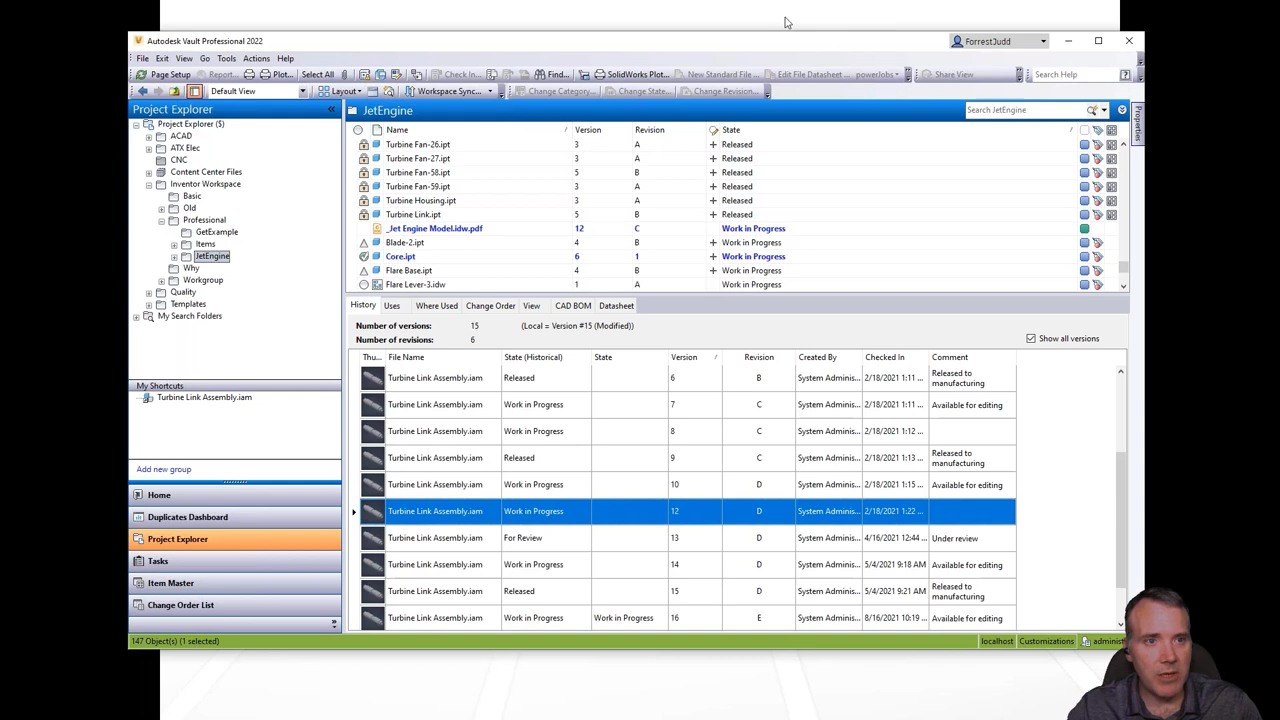 Autodesk Vault Professional 2022
ForrestJudd
File Edit View Go Tools Actions Help
Page Setup Report... Plot... Select All Check In... Find... SolidWorks Plot... New Standard File... Edit File Datasheet... powerJobs Share View Search Help
Default View Layout Workspace Sync... Change Category... Change State... Change Revision...
Project Explorer
Project Explorer ($)
ACAD
ATX Elec
CNC
Content Center Files
Inventor Workspace
Basic
Old
Professional
GetExample
Items
JetEngine
Why
Workgroup
Quality
Templates
My Search Folders
My Shortcuts
Turbine Link Assembly.iam
Add new group
Home
Duplicates Dashboard
Project Explorer
Tasks
Item Master
Change Order List
JetEngine
Search JetEngine
Properties
Name Version Revision State
Turbine Fan-26.ipt 3 A Released
Turbine Fan-27.ipt 3 A Released
Turbine Fan-58.ipt 5 B Released
Turbine Fan-59.ipt 3 A Released
Turbine Housing.ipt 3 A Released
Turbine Link.ipt 5 B Released
_Jet Engine Model.idw.pdf 12 C Work in Progress
Blade-2.ipt 4 B Work in Progress
Core.ipt 6 1 Work in Progress
Flare Base.ipt 4 B Work in Progress
Flare Lever-3.idw 1 A Work in Progress
History Uses Where Used Change Order View CAD BOM Datasheet
Number of versions: 15 (Local = Version #15 (Modified))
Number of revisions: 6
Show all versions
Thu... File Name State (Historical) State Version Revision Created By Checked In Comment
Turbine Link Assembly.iam Released 6 B System Adminis... 2/18/2021 1:11 ... Released to manufacturing
Turbine Link Assembly.iam Work in Progress 7 C System Adminis... 2/18/2021 1:11 ... Available for editing
Turbine Link Assembly.iam Work in Progress 8 C System Adminis... 2/18/2021 1:12 ...
Turbine Link Assembly.iam Released 9 C System Adminis... 2/18/2021 1:13 ... Released to manufacturing
Turbine Link Assembly.iam Work in Progress 10 D System Adminis... 2/18/2021 1:15 ... Available for editing
Turbine Link Assembly.iam Work in Progress 12 D System Adminis... 2/18/2021 1:22 ...
Turbine Link Assembly.iam For Review 13 D System Adminis... 4/16/2021 12:44 ... Under review
Turbine Link Assembly.iam Work in Progress 14 D System Adminis... 5/4/2021 9:18 AM Available for editing
Turbine Link Assembly.iam Released 15 D System Adminis... 5/4/2021 9:21 AM Released to manufacturing
Turbine Link Assembly.iam Work in Progress Work in Progress 16 E System Adminis... 8/16/2021 10:19 ... Available for editing
147 Object(s) (1 selected) localhost Customizations administ